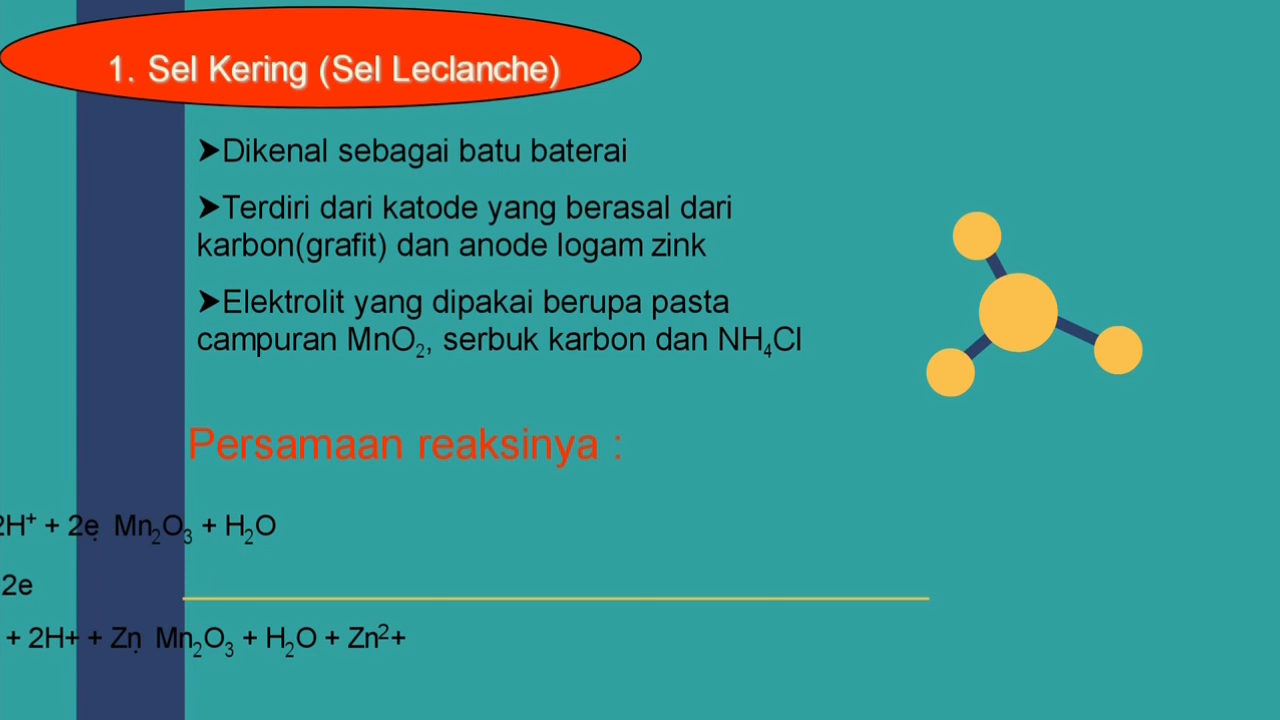 1. Sel Kering (Sel Leclanche)
➤Dikenal sebagai batu baterai
➤Terdiri dari katode yang berasal dari
karbon(grafit) dan anode logam zink
➤Elektrolit yang dipakai berupa pasta
campuran MnO₂, serbuk karbon dan NH₄Cl
Persamaan reaksinya :
2H⁺ + 2ẹ Mn₂O₃ + H₂O
2e
+ 2H+ + Zṇ Mn₂O₃ + H₂O + Zn²+